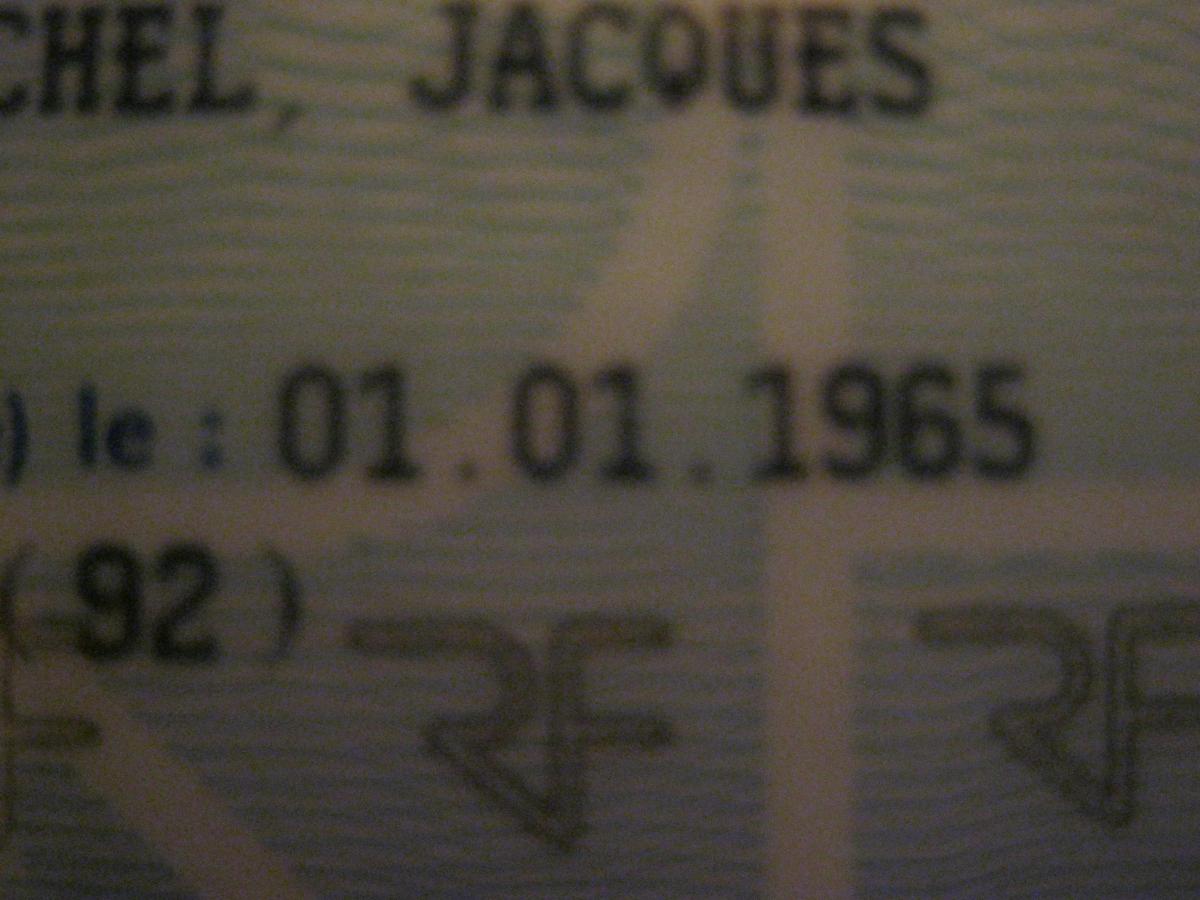 CHEL, JACQUES
) le : 01.01.1965
(92)
RF RF